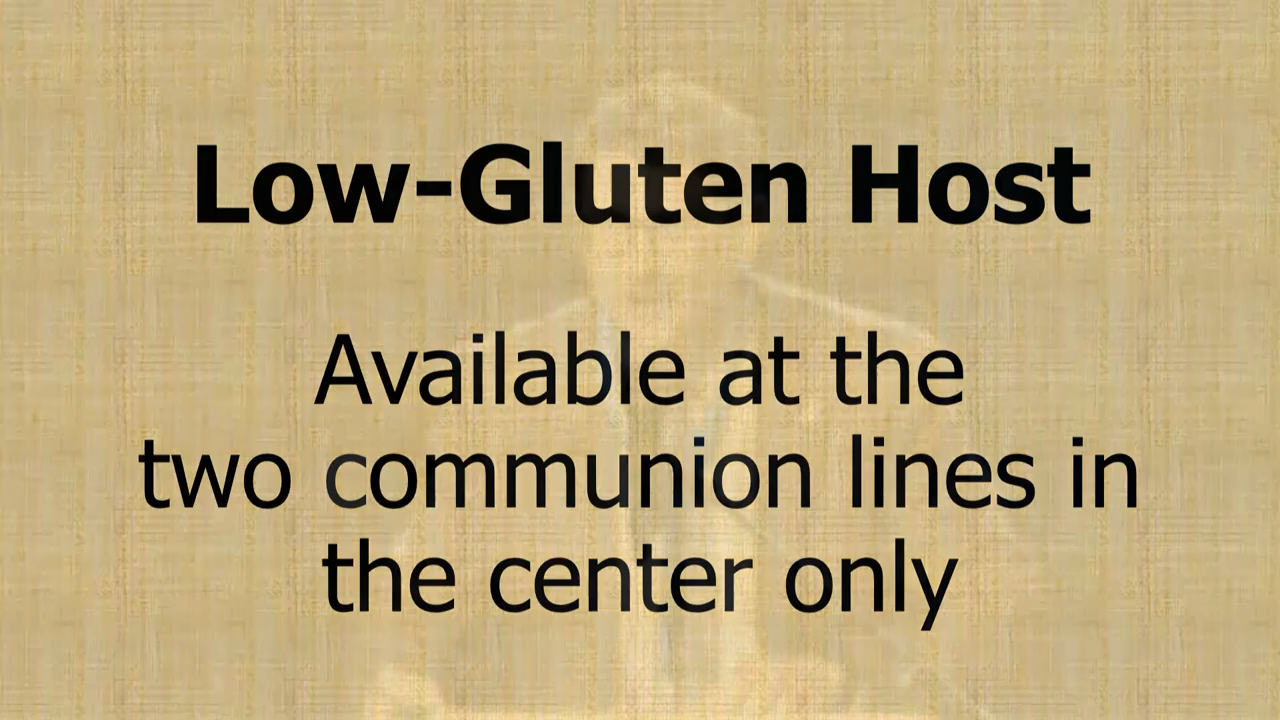 Low-Gluten Host
Available at the
two communion lines in
the center only